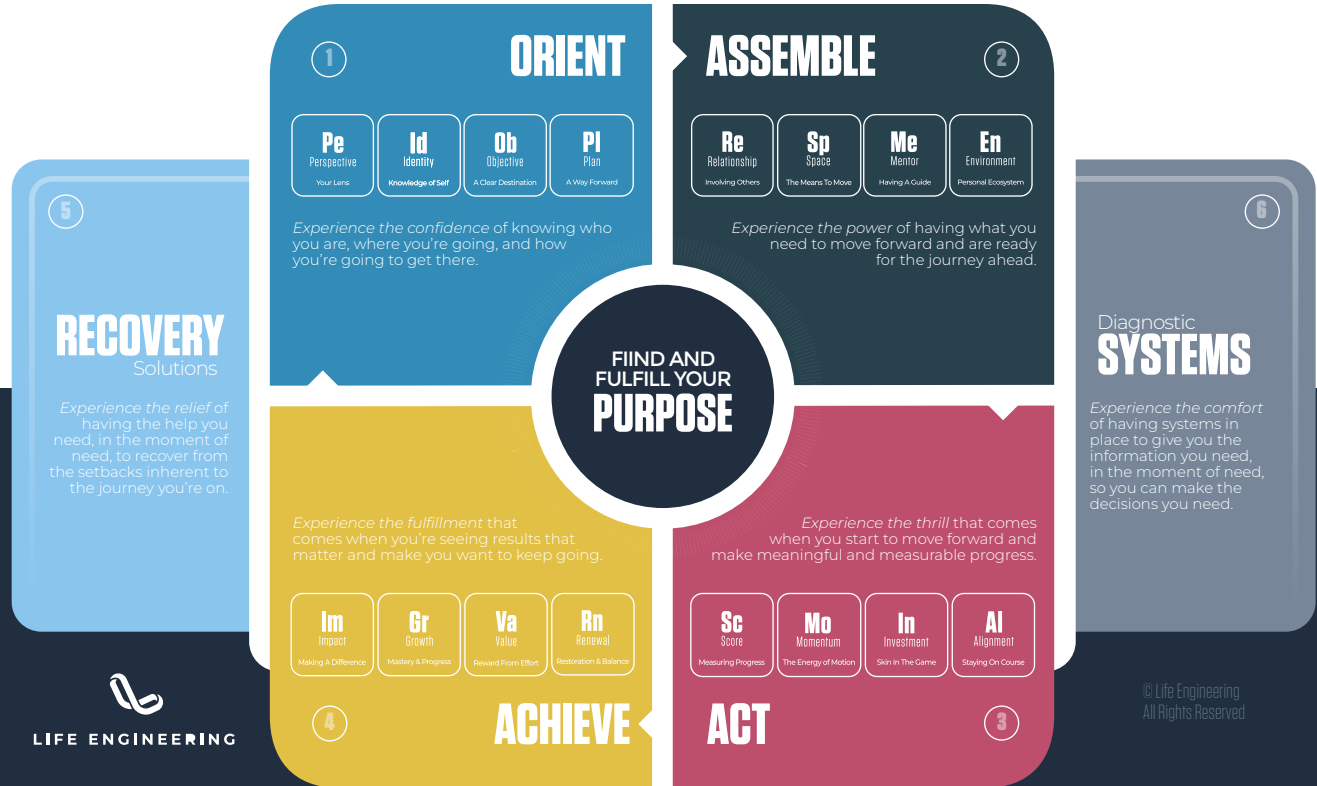 1
ORIENT
Pe
Perspective
Your Lens
Id
Identity
Knowledge of Self
Ob
Objective
A Clear Destination
Pl
Plan
A Way Forward
Experience the confidence of knowing who
you are, where you’re going, and how
you’re going to get there.
ASSEMBLE
2
Re
Relationship
Involving Others
Sp
Space
The Means To Move
Me
Mentor
Having A Guide
En
Environment
Personal Ecosystem
Experience the power of having what you
need to move forward and are ready
for the journey ahead.
FIIND AND
FULFILL YOUR
PURPOSE
Experience the thrill that comes
when you start to move forward and
make meaningful and measurable progress.
Sc
Score
Measuring Progress
Mo
Momentum
The Energy of Motion
In
Investment
Skin In The Game
Al
Alignment
Staying On Course
ACT
3
Experience the fulfillment that
comes when you’re seeing results that
matter and make you want to keep going.
Im
Impact
Making A Difference
Gr
Growth
Mastery & Progress
Va
Value
Reward From Effort
Rn
Renewal
Restoration & Balance
4
ACHIEVE
5
RECOVERY
Solutions
Experience the relief of
having the help you
need, in the moment of
need, to recover from
the setbacks inherent to
the journey you’re on.
6
Diagnostic
SYSTEMS
Experience the comfort
of having systems in
place to give you the
information you need,
in the moment of need,
so you can make the
decisions you need.
LIFE ENGINEERING
© Life Engineering
All Rights Reserved